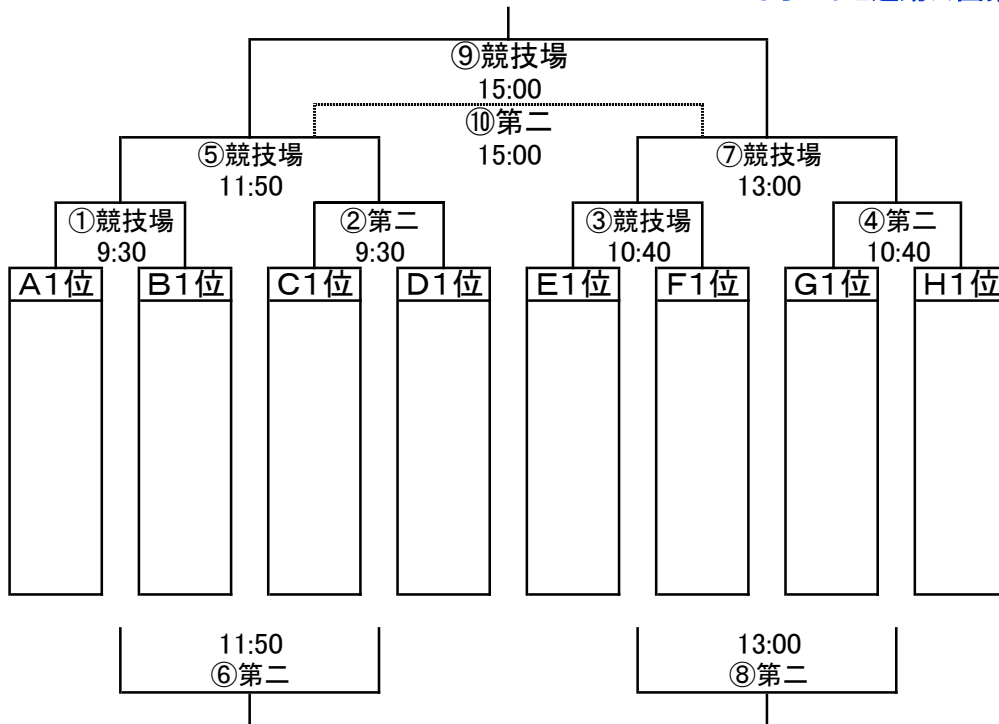 ⑨競技場
15:00
⑩第二
15:00
⑤競技場
11:50
⑦競技場
13:00
①競技場
9:30
②第二
9:30
③競技場
10:40
④第二
10:40
A1位 B1位 C1位 D1位 E1位 F1位 G1位 H1位
11:50
⑥第二
13:00
⑧第二